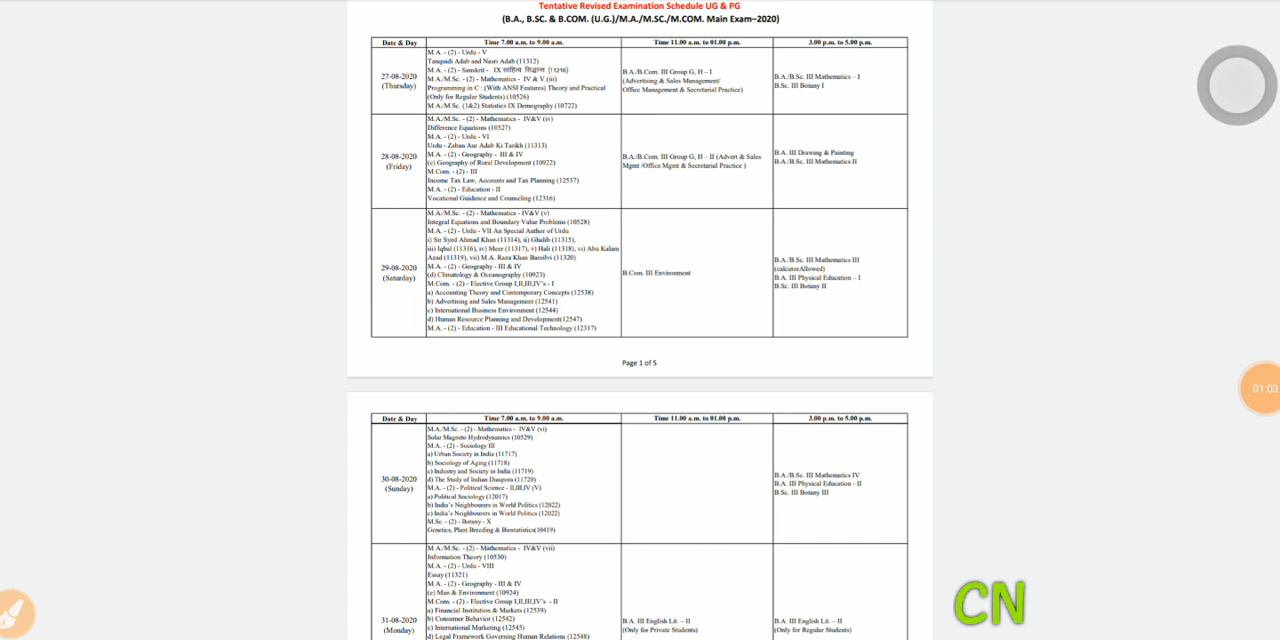 Tentative Revised Examination Schedule UG & PG
(B.A., B.SC. & B.COM. (U.G.)/M.A./M.SC./M.COM. Main Exam–2020)
Date & Day
Time 7.00 a.m. to 9.00 a.m.
Time 11.00 a.m. to 01.00 p.m.
3.00 p.m. to 5.00 p.m.
27-08-2020
(Thursday)
M.A. - (2) - Urdu - V
Tanquidi Adab and Nasri Adab (11312)
M.A. - (2) - Sanskrit - IX साहित्य सिद्धान्त (11216)
M.A./M.Sc. - (2) - Mathematics - IV & V (iii)
Programming in C : (With ANSI Features) Theory and Practical
(Only for Regular Students) (10526)
M.A./M.Sc. (1&2) Statistics IX Demography (10722)
B.A./B.Com. III Group G, H – I
(Advertising & Sales Management/
Office Management & Secretarial Practice)
B.A./B.Sc. III Mathematics - I
B.Sc. III Botany I
28-08-2020
(Friday)
M.A./M.Sc. - (2) - Mathematics - IV&V (iv)
Difference Equations (10527)
M.A. - (2) - Urdu - VI
Urdu - Zaban Aur Adab Ki Tarikh (11313)
M.A. - (2) - Geography - III & IV
(c) Geography of Rural Development (10922)
M.Com. - (2) - III
Income Tax Law, Accounts and Tax Planning (12537)
M.A. - (2) - Education - II
Vocational Guidance and Counseling (12316)
B.A./B.Com. III Group G, H – II (Advert & Sales
Mgmt /Office Mgmt & Secretarial Practice )
B.A. III Drawing & Painting
B.A./B.Sc. III Mathematics II
29-08-2020
(Saturday)
M.A./M.Sc. - (2) - Mathematics - IV&V (v)
Integral Equations and Boundary Value Problems (10528)
M.A. - (2) - Urdu - VII An Special Author of Urdu
i) Sir Syed Ahmad Khan (11314), ii) Ghalib (11315),
iii) Iqbal (11316), iv) Meer (11317), v) Hali (11318), vi) Abu Kalam
Azad (11319), vii) M.A. Raza Khan Bareilvi (11320)
M.A. - (2) - Geography - III & IV
(d) Climatology & Oceanography (10923)
M.Com. - (2) - Elective Group I,II,III,IV's - I
a) Accounting Theory and Contemporary Concepts (12538)
b) Advertising and Sales Management (12541)
c) International Business Environment (12544)
d) Human Resource Planning and Development(12547)
M.A. - (2) - Education - III Educational Technology (12317)
B.Com. III Environment
B.A./B.Sc. III Mathematics III
(calcutorAllowed)
B.A. III Physical Education - I
B.Sc. III Botany II
Page 1 of 5
Date & Day
Time 7.00 a.m. to 9.00 a.m.
Time 11.00 a.m. to 01.00 p.m.
3.00 p.m. to 5.00 p.m.
30-08-2020
(Sunday)
M.A./M.Sc. - (2) - Mathematics - IV&V (vi)
Solar Magneto Hydrodynamics (10529)
M.A. - (2) - Sociology III
a) Urban Society in India (11717)
b) Sociology of Aging (11718)
c) Industry and Society in India (11719)
d) The Study of Indian Diaspora (11720)
M.A. - (2) - Political Science - II,III,IV (V)
a) Political Sociology (12017)
b) India's Neighbourers in World Politics (12022)
c) India's Neighbourers in World Politics (12022)
M.Sc. - (2) - Botany - X
Genetics, Plant Breeding & Biostatistics(10419)
B.A./B.Sc. III Mathematics IV
B.A. III Physical Education - II
B.Sc. III Botany III
31-08-2020
(Monday)
M.A./M.Sc. - (2) - Mathematics - IV&V (vii)
Information Theory (10530)
M.A. - (2) - Urdu - VIII
Essay (11321)
M.A. - (2) - Geography - III & IV
(e) Man & Environment (10924)
M.Com. - (2) - Elective Group I,II,III,IV's - II
a) Financial Institution & Markets (12539)
b) Consumer Behavior (12542)
c) International Marketing (12545)
d) Legal Framework Governing Human Relations (12548)
B.A. III English Lit. – II
(Only for Private Students)
B.A. III English Lit. – II
(Only for Regular Students)
01:03
CN